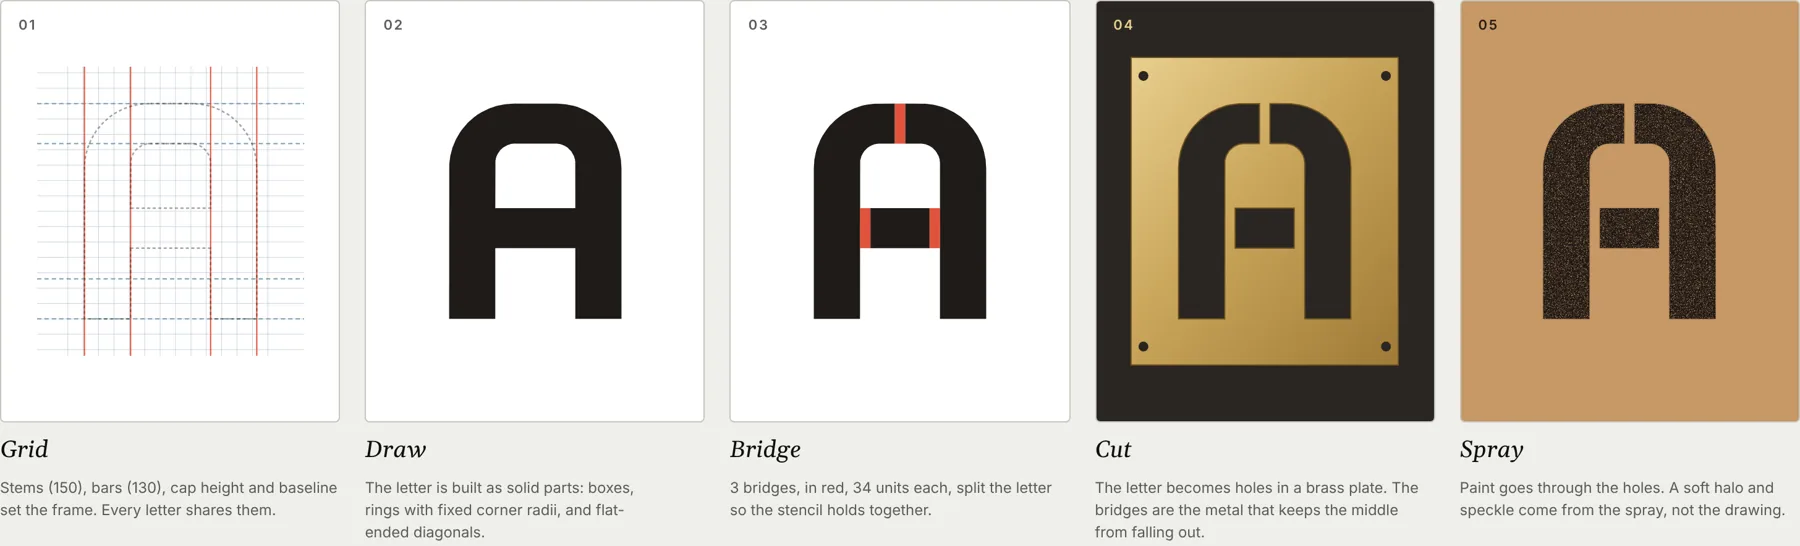 01
02
03
04
05
A
A
A
A
A
Grid
Stems (150), bars (130), cap height and baseline
set the frame. Every letter shares them.
Draw
The letter is built as solid parts: boxes,
rings with fixed corner radii, and flat-
ended diagonals.
Bridge
3 bridges, in red, 34 units each, split the letter
so the stencil holds together.
Cut
The letter becomes holes in a brass plate. The
bridges are the metal that keeps the middle
from falling out.
Spray
Paint goes through the holes. A soft halo and
speckle come from the spray, not the drawing.